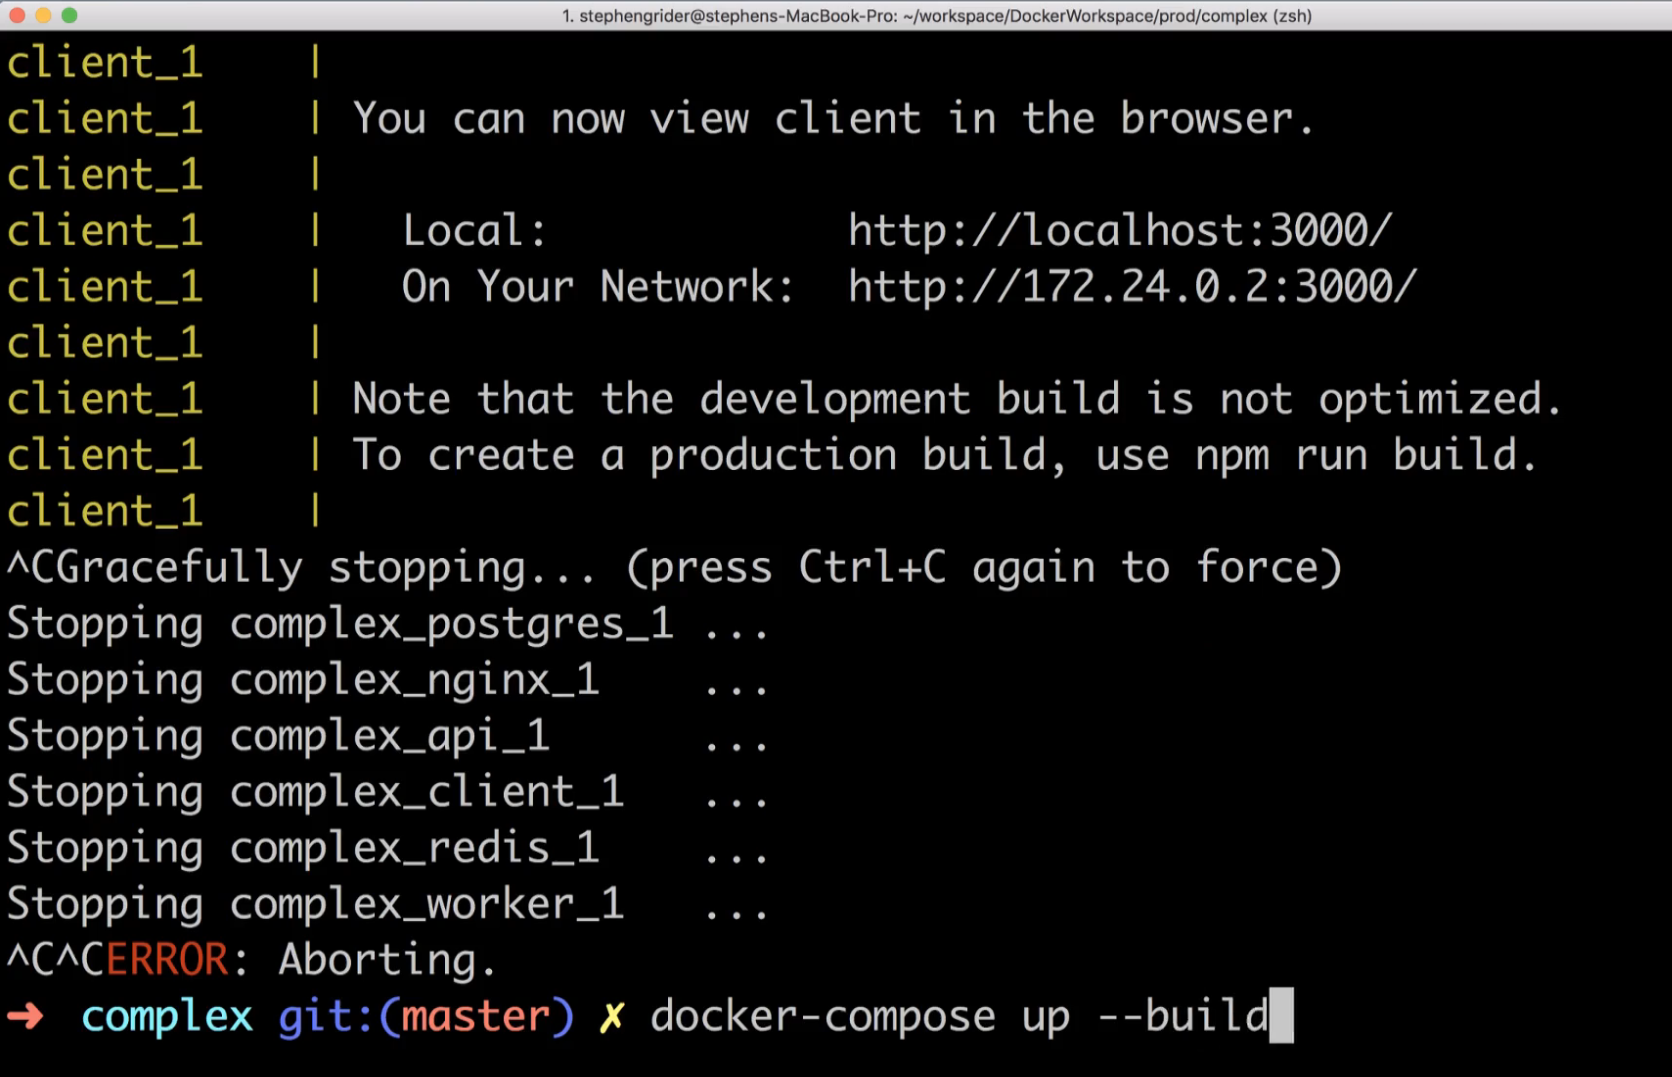 1. stephengrider@stephens-MacBook-Pro: ~/workspace/DockerWorkspace/prod/complex (zsh)
client_1    |
client_1    | You can now view client in the browser.
client_1    |
client_1    |   Local:            http://localhost:3000/
client_1    |   On Your Network:  http://172.24.0.2:3000/
client_1    |
client_1    | Note that the development build is not optimized.
client_1    | To create a production build, use npm run build.
client_1    |
^CGracefully stopping... (press Ctrl+C again to force)
Stopping complex_postgres_1 ...
Stopping complex_nginx_1    ...
Stopping complex_api_1      ...
Stopping complex_client_1   ...
Stopping complex_redis_1    ...
Stopping complex_worker_1   ...
^C^CERROR: Aborting.
➜  complex git:(master) ✗ docker-compose up --build